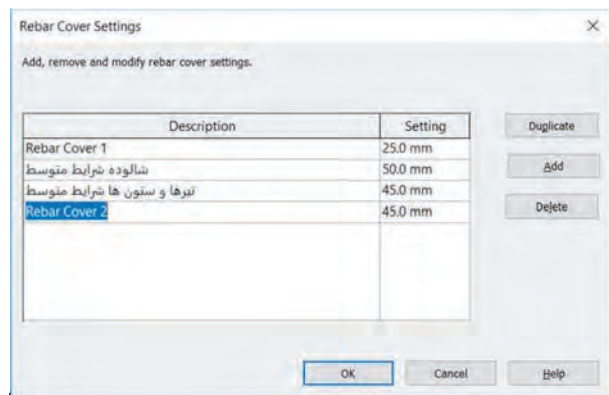 Rebar Cover Settings
Add, remove and modify rebar cover settings.
Description Setting
Rebar Cover 1 25.0 mm
شالوده شرایط متوسط 50.0 mm
تیرها و ستون ها شرایط متوسط 45.0 mm
Rebar Cover 2 45.0 mm
Duplicate
Add
Delete
OK Cancel Help